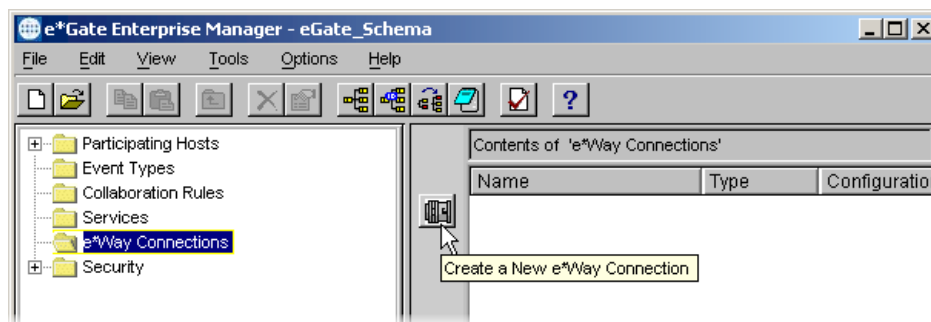 e*Gate Enterprise Manager - eGate_Schema
File Edit View Tools Options Help
Participating Hosts
Event Types
Collaboration Rules
Services
e*Way Connections
Security
Contents of 'e*Way Connections'
Name Type Configuratio
Create a New e*Way Connection